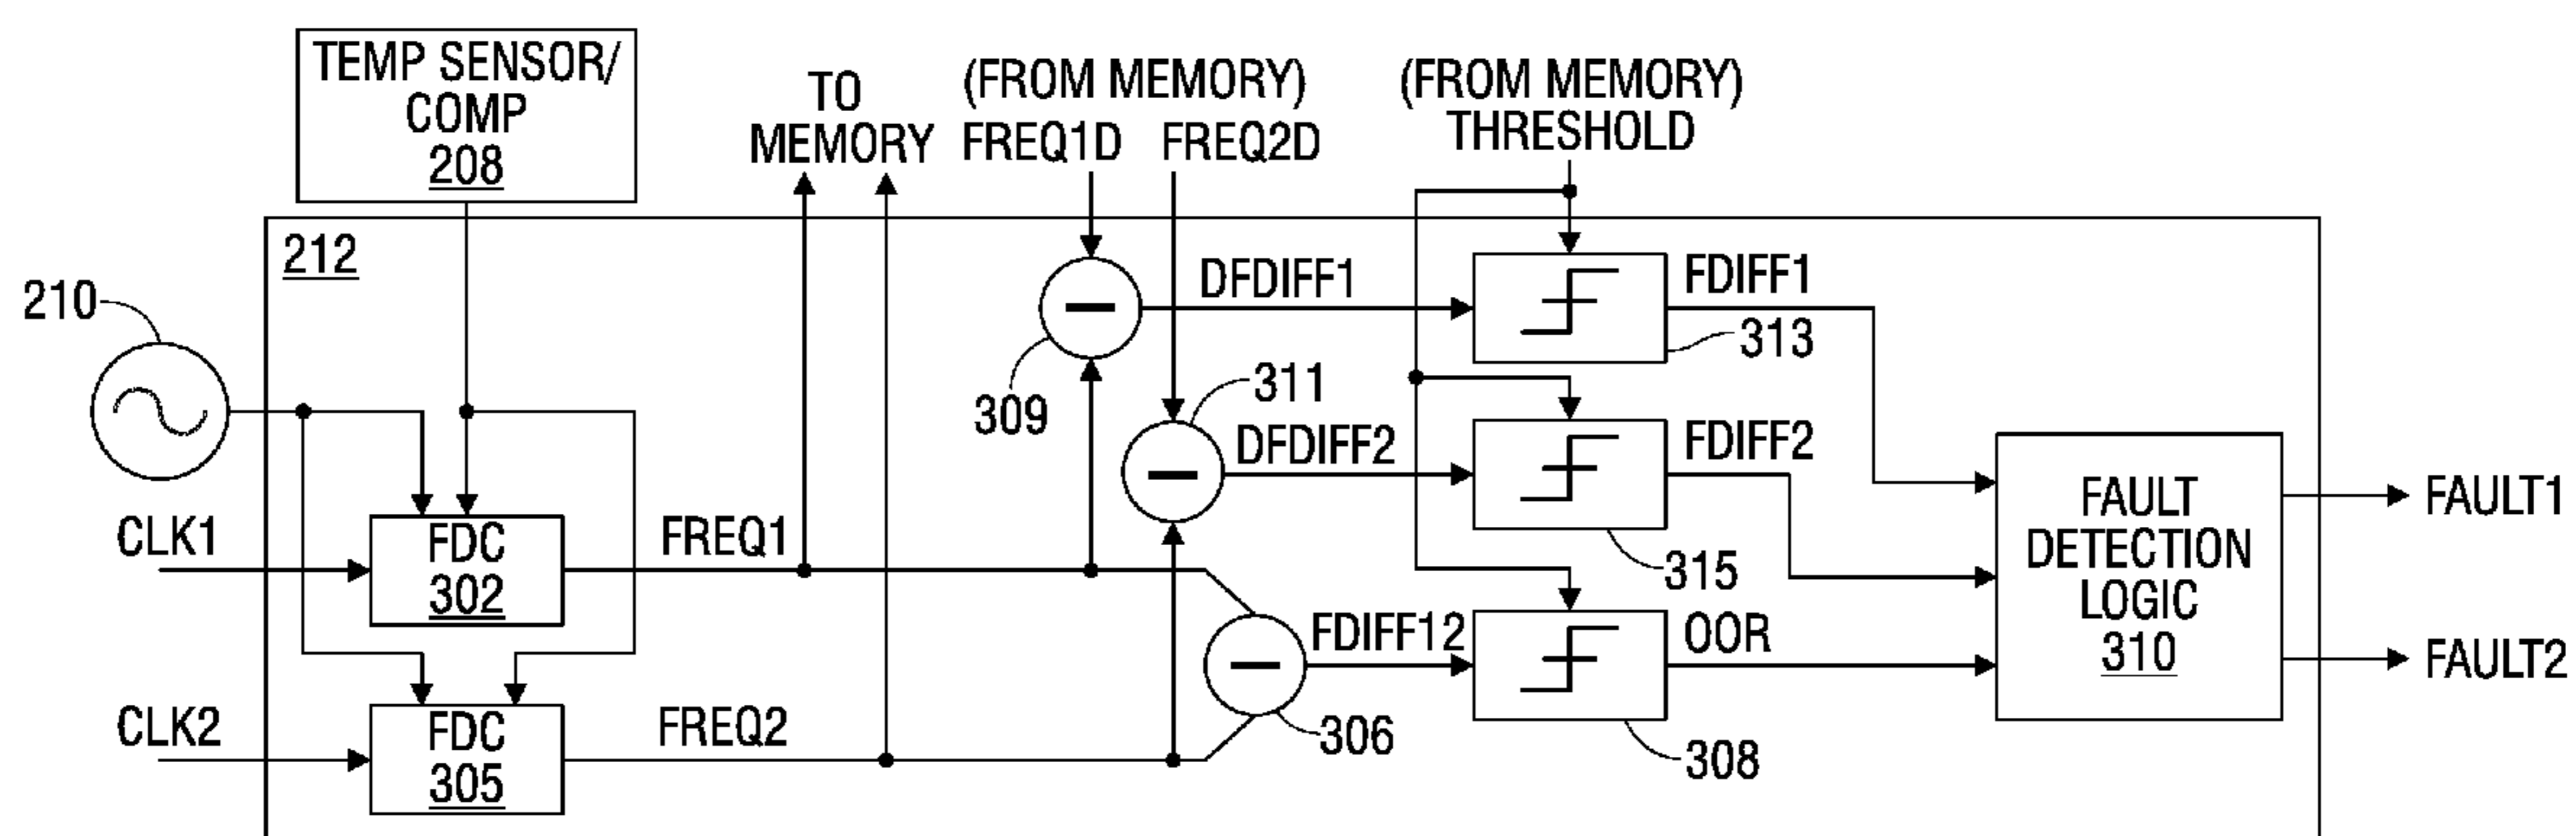 TEMP SENSOR/
COMP
208
TO
MEMORY
(FROM MEMORY)
FREQ1D FREQ2D
(FROM MEMORY)
THRESHOLD
212
210
DFDIFF1
FDIFF1
313
309
311
DFDIFF2
FDIFF2
315
CLK1
FDC
302
FREQ1
FDIFF12
OOR
FAULT
DETECTION
LOGIC
310
FAULT1
FAULT2
CLK2
FDC
305
FREQ2
306
308